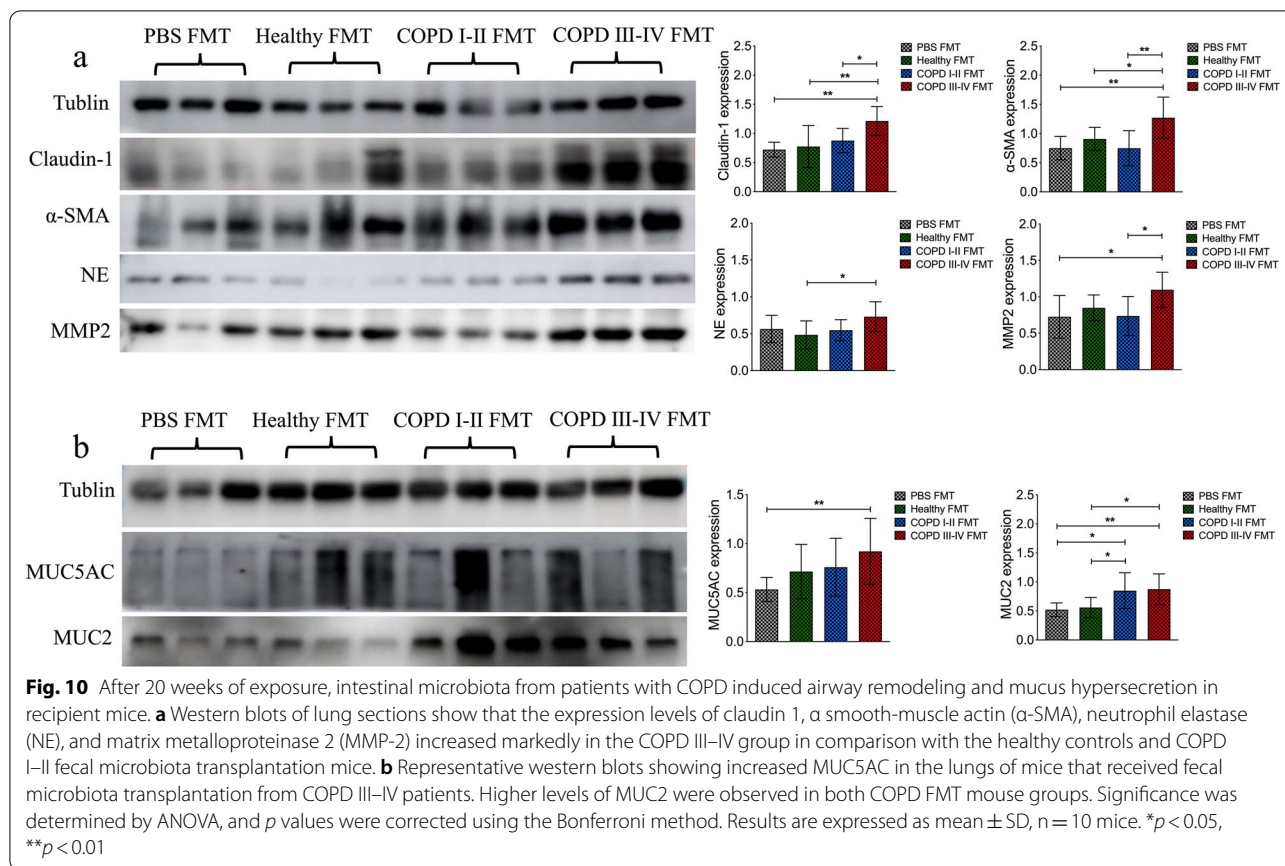 a
PBS FMT Healthy FMT COPD I-II FMT COPD III-IV FMT
Tublin
Claudin-1
α-SMA
NE
MMP2
Claudin-1 expression
2.5
2.0
1.5
1.0
0.5
0.0
*
**
**
PBS FMT
Healthy FMT
COPD I-II FMT
COPD III-IV FMT
α-SMA expression
2.5
2.0
1.5
1.0
0.5
0.0
**
*
**
PBS FMT
Healthy FMT
COPD I-II FMT
COPD III-IV FMT
NE expression
2.0
1.5
1.0
0.5
0.0
*
PBS FMT
Healthy FMT
COPD I-II FMT
COPD III-IV FMT
MMP2 expression
2.0
1.5
1.0
0.5
0.0
*
*
PBS FMT
Healthy FMT
COPD I-II FMT
COPD III-IV FMT
b
PBS FMT Healthy FMT COPD I-II FMT COPD III-IV FMT
Tublin
MUC5AC
MUC2
MUC5AC expression
1.5
1.0
0.5
0.0
**
PBS FMT
Healthy FMT
COPD I-II FMT
COPD III-IV FMT
MUC2 expression
2.5
2.0
1.5
1.0
0.5
0.0
*
**
*
*
PBS FMT
Healthy FMT
COPD I-II FMT
COPD III-IV FMT
Fig. 10 After 20 weeks of exposure, intestinal microbiota from patients with COPD induced airway remodeling and mucus hypersecretion in
recipient mice. a Western blots of lung sections show that the expression levels of claudin 1, α smooth-muscle actin (α-SMA), neutrophil elastase
(NE), and matrix metalloproteinase 2 (MMP-2) increased markedly in the COPD III–IV group in comparison with the healthy controls and COPD
I–II fecal microbiota transplantation mice. b Representative western blots showing increased MUC5AC in the lungs of mice that received fecal
microbiota transplantation from COPD III–IV patients. Higher levels of MUC2 were observed in both COPD FMT mouse groups. Significance was
determined by ANOVA, and p values were corrected using the Bonferroni method. Results are expressed as mean ± SD, n = 10 mice. *p < 0.05,
**p < 0.01